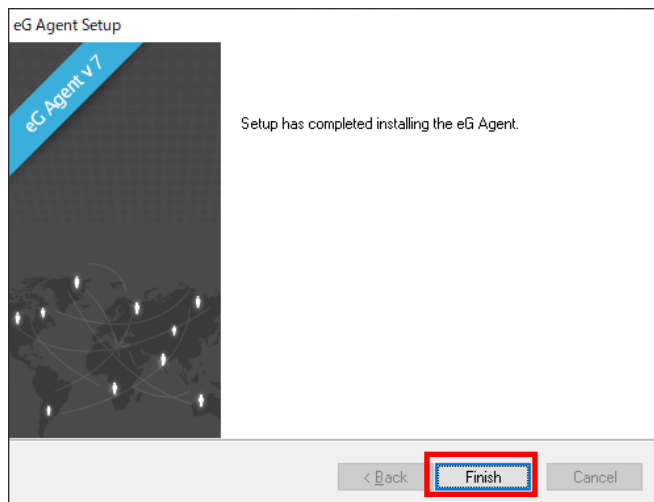 eG Agent Setup
eG Agent v7
Setup has completed installing the eG Agent.
< Back
Finish
Cancel